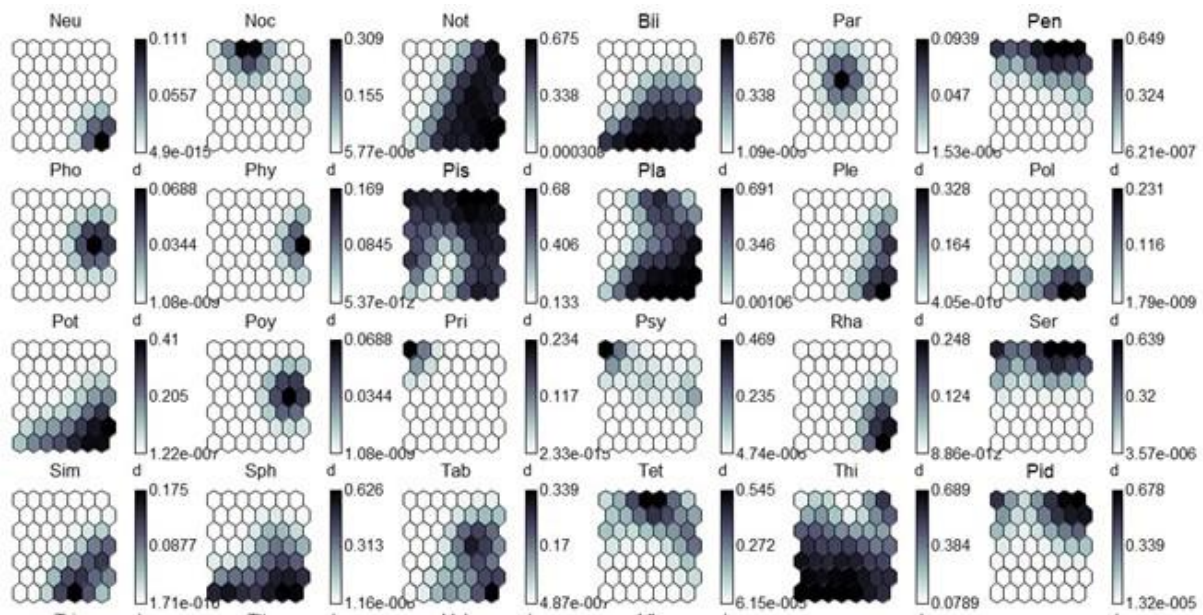 Neu Noc Not Bii Par Pen
0.111 0.309 0.675 0.676 0.0939 0.649
0.0557 0.155 0.338 0.338 0.047 0.324
4.9e-015 5.77e-008 0.000308 1.09e-005 1.53e-006 6.21e-007
d d d d d d
Pho Phy Pis Pla Ple Pol
0.0688 0.169 0.68 0.691 0.328 0.231
0.0344 0.0845 0.406 0.346 0.164 0.116
1.08e-009 5.37e-012 0.133 0.00106 4.05e-010 1.79e-009
d d d d d d
Pot Poy Pri Psy Rha Ser
0.41 0.0688 0.234 0.469 0.248 0.639
0.205 0.0344 0.117 0.235 0.124 0.32
1.22e-007 1.08e-009 2.33e-015 4.74e-006 8.86e-012 3.57e-006
d d d d d d
Sim Sph Tab Tet Thi Pld
0.175 0.626 0.339 0.545 0.689 0.678
0.0877 0.313 0.17 0.272 0.384 0.339
1.71e-010 1.16e-006 4.87e-007 6.15e-005 0.0789 1.32e-005